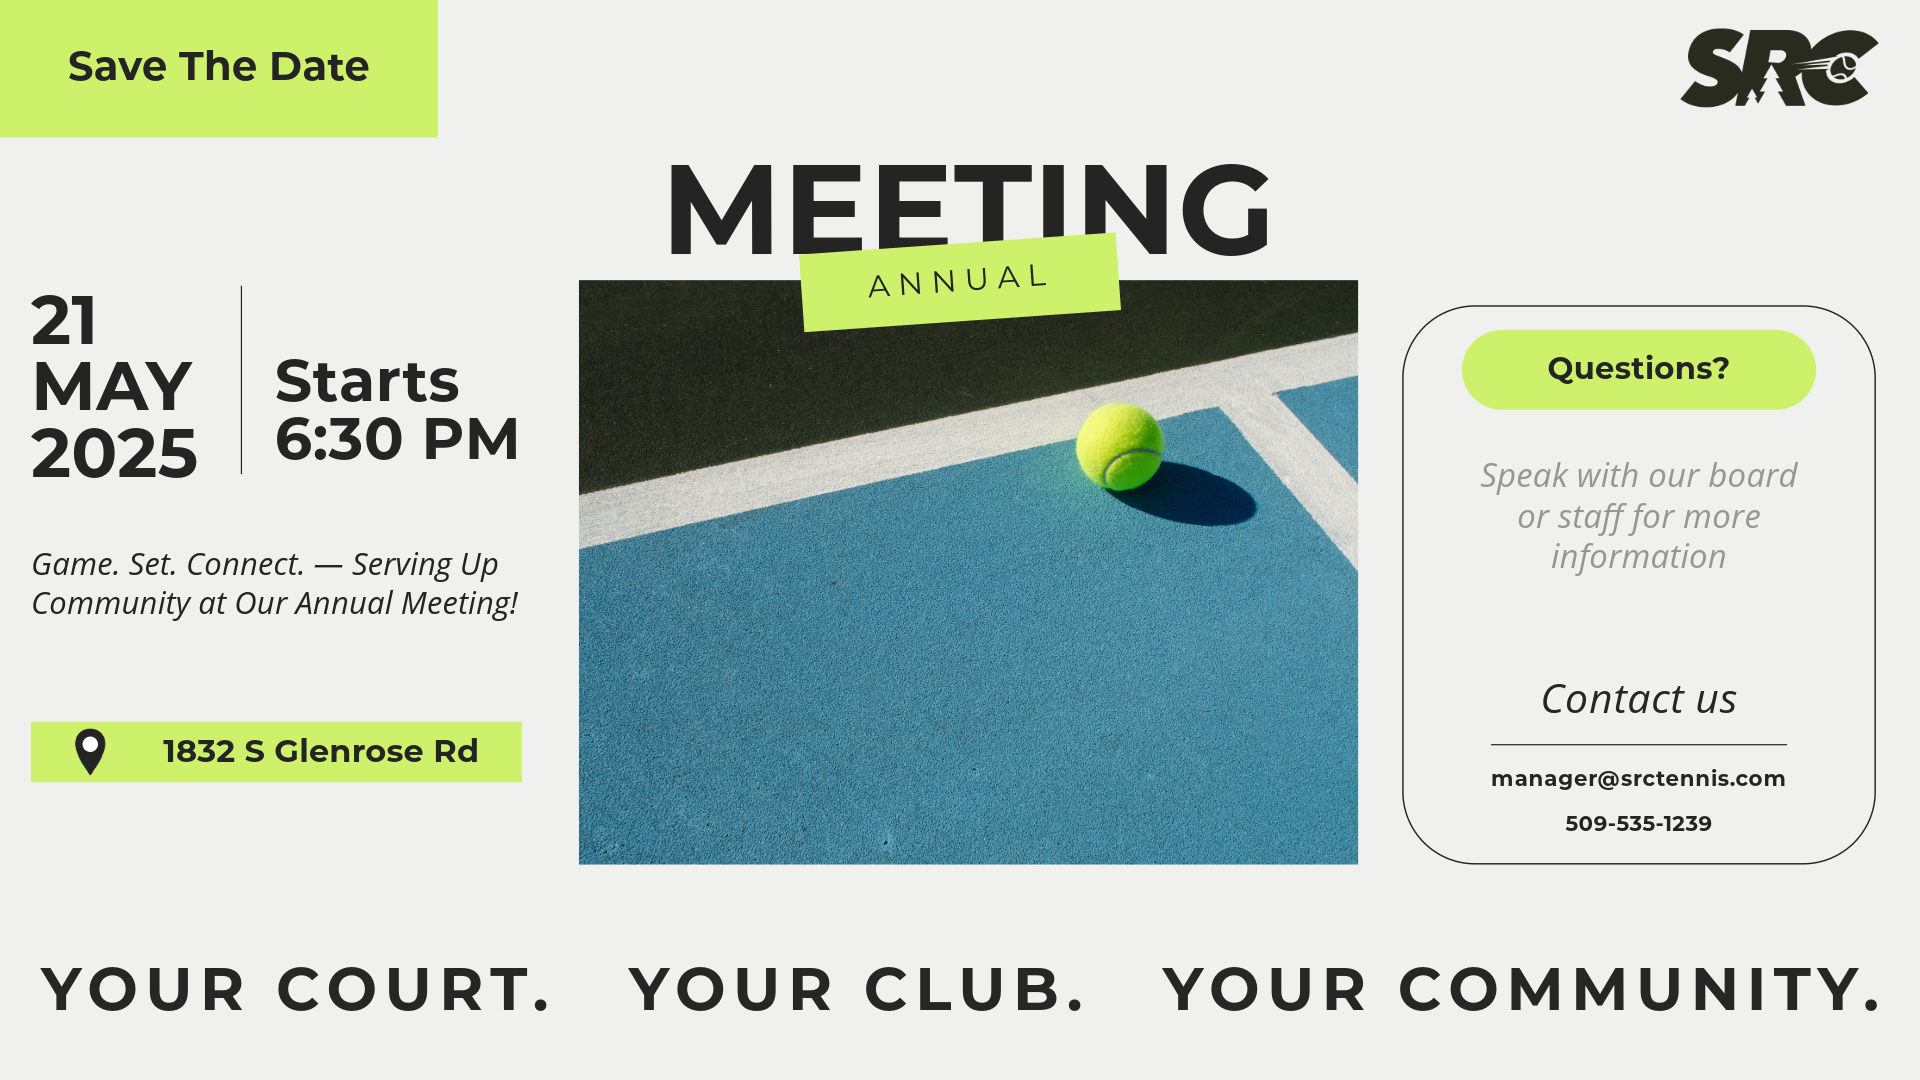 Save The Date
SRC
MEETING
ANNUAL
21
MAY
2025
Starts
6:30 PM
Game. Set. Connect. — Serving Up
Community at Our Annual Meeting!
1832 S Glenrose Rd
Questions?
Speak with our board
or staff for more
information
Contact us
manager@srctennis.com
509-535-1239
YOUR COURT. YOUR CLUB. YOUR COMMUNITY.